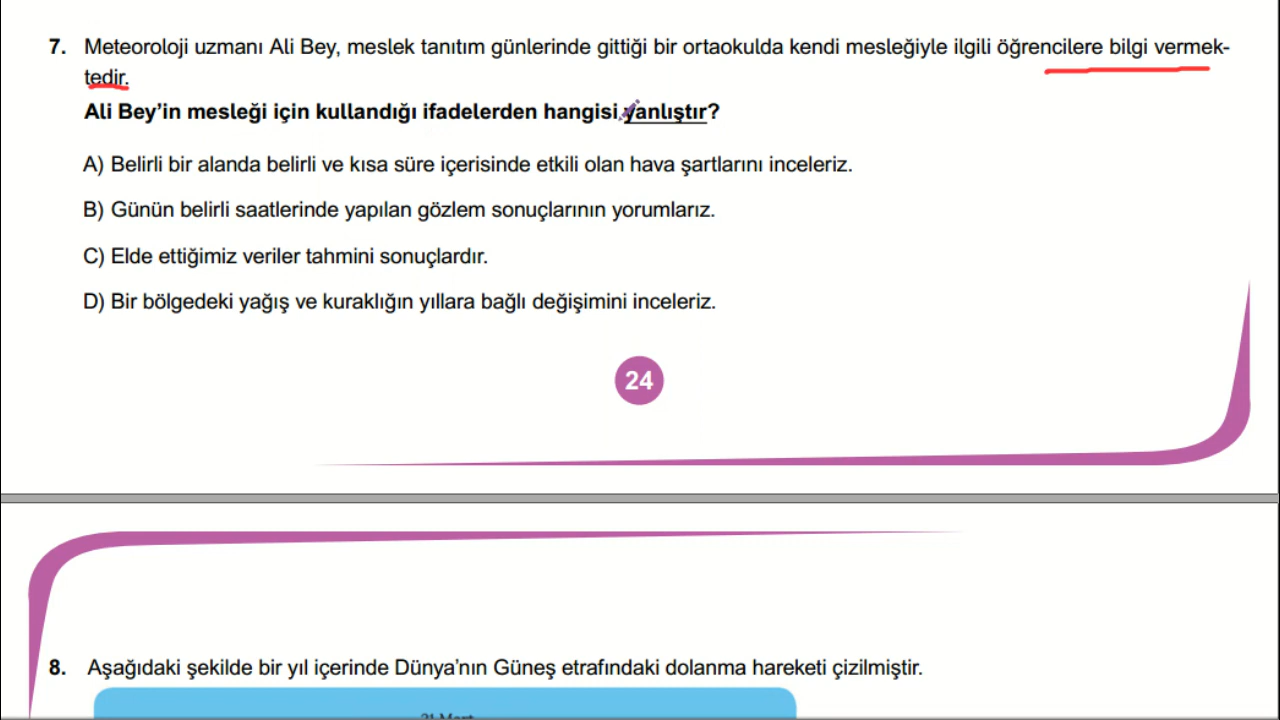 7. Meteoroloji uzmanı Ali Bey, meslek tanıtım günlerinde gittiği bir ortaokulda kendi mesleğiyle ilgili öğrencilere bilgi vermek-
tedir.
Ali Bey’in mesleği için kullandığı ifadelerden hangisi yanlıştır?
A) Belirli bir alanda belirli ve kısa süre içerisinde etkili olan hava şartlarını inceleriz.
B) Günün belirli saatlerinde yapılan gözlem sonuçlarının yorumlarız.
C) Elde ettiğimiz veriler tahmini sonuçlardır.
D) Bir bölgedeki yağış ve kuraklığın yıllara bağlı değişimini inceleriz.
24
8. Aşağıdaki şekilde bir yıl içerinde Dünya’nın Güneş etrafındaki dolanma hareketi çizilmiştir.